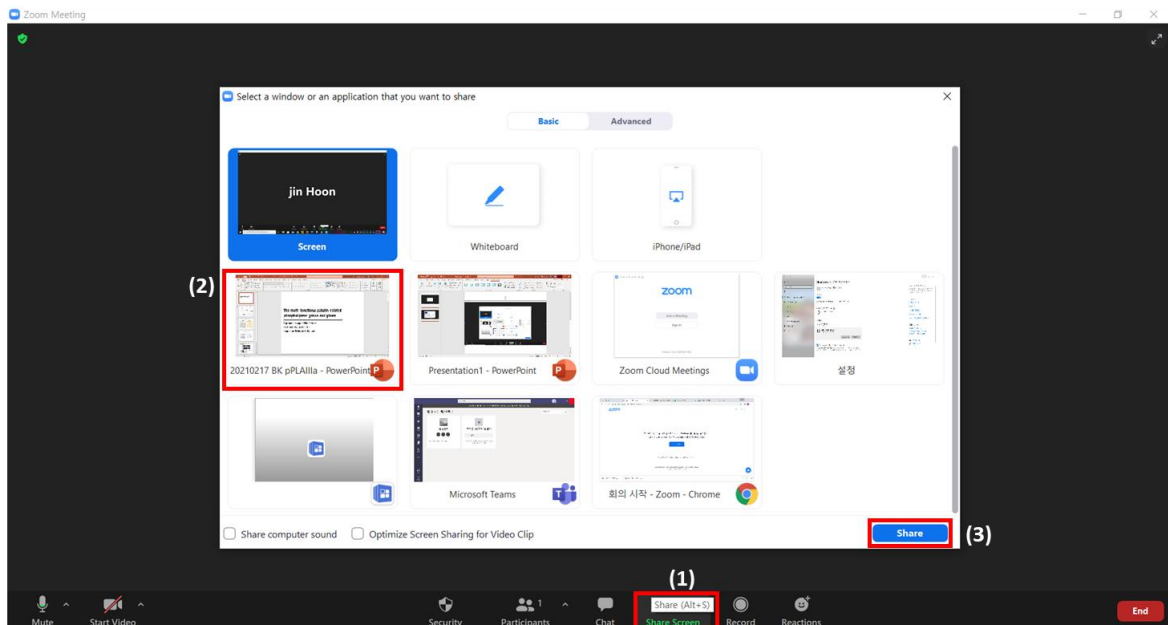 Zoom Meeting
Select a window or an application that you want to share
Basic
Advanced
jin Hoon
Screen
Whiteboard
iPhone/iPad
(2)
zoom
20210217 BK pPLAIIIa - PowerPoint
Presentation1 - PowerPoint
Zoom Cloud Meetings
설정
Microsoft Teams
회의 시작 - Zoom - Chrome
Share computer sound
Optimize Screen Sharing for Video Clip
Share
(3)
(1)
Share (Alt+S)
1
Mute
Start Video
Security
Participants
Chat
Share Screen
Record
Reactions
End